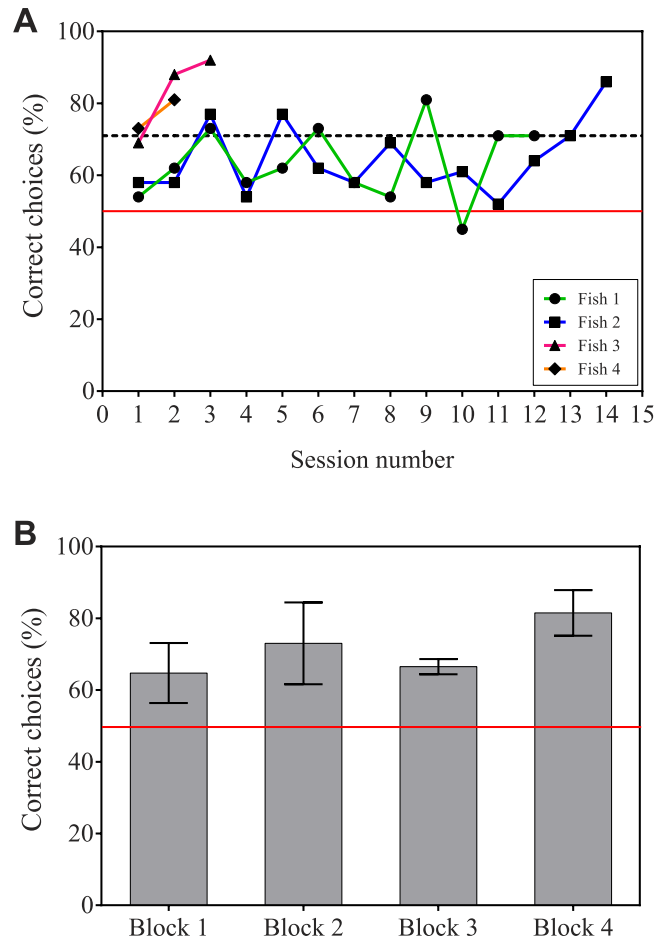 A
Correct choices (%)
100
80
60
40
20
0
Fish 1
Fish 2
Fish 3
Fish 4
0 1 2 3 4 5 6 7 8 9 10 11 12 13 14 15
Session number
B
Correct choices (%)
100
80
60
40
20
0
Block 1 Block 2 Block 3 Block 4